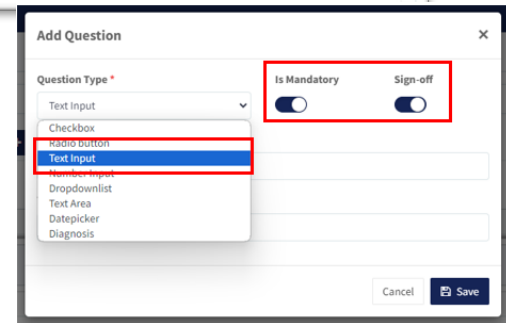 Add Question ×
Question Type * Is Mandatory Sign-off
Text Input
Checkbox
Radio button
Text Input
Number Input
Dropdownlist
Text Area
Datepicker
Diagnosis
Cancel Save